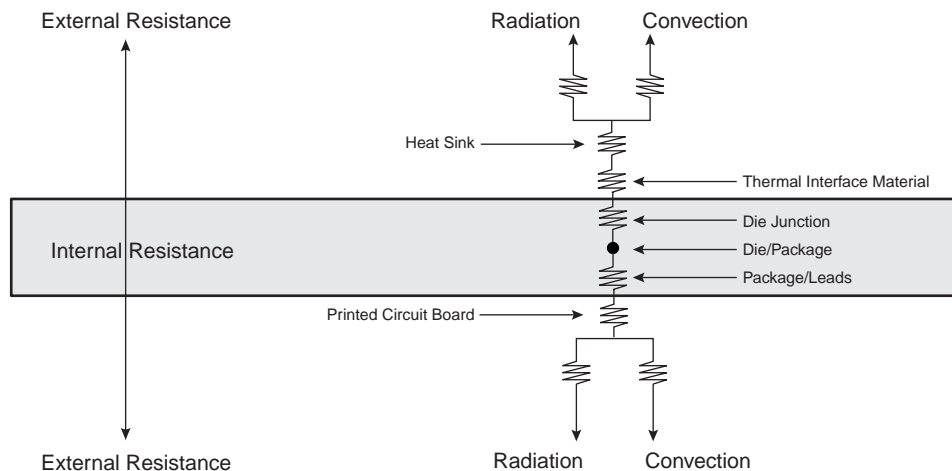 External Resistance
Radiation
Convection
Heat Sink
Thermal Interface Material
Die Junction
Internal Resistance
Die/Package
Package/Leads
Printed Circuit Board
External Resistance
Radiation
Convection